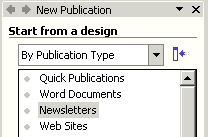 New Publication
Start from a design
By Publication Type
Quick Publications
Word Documents
Newsletters
Web Sites